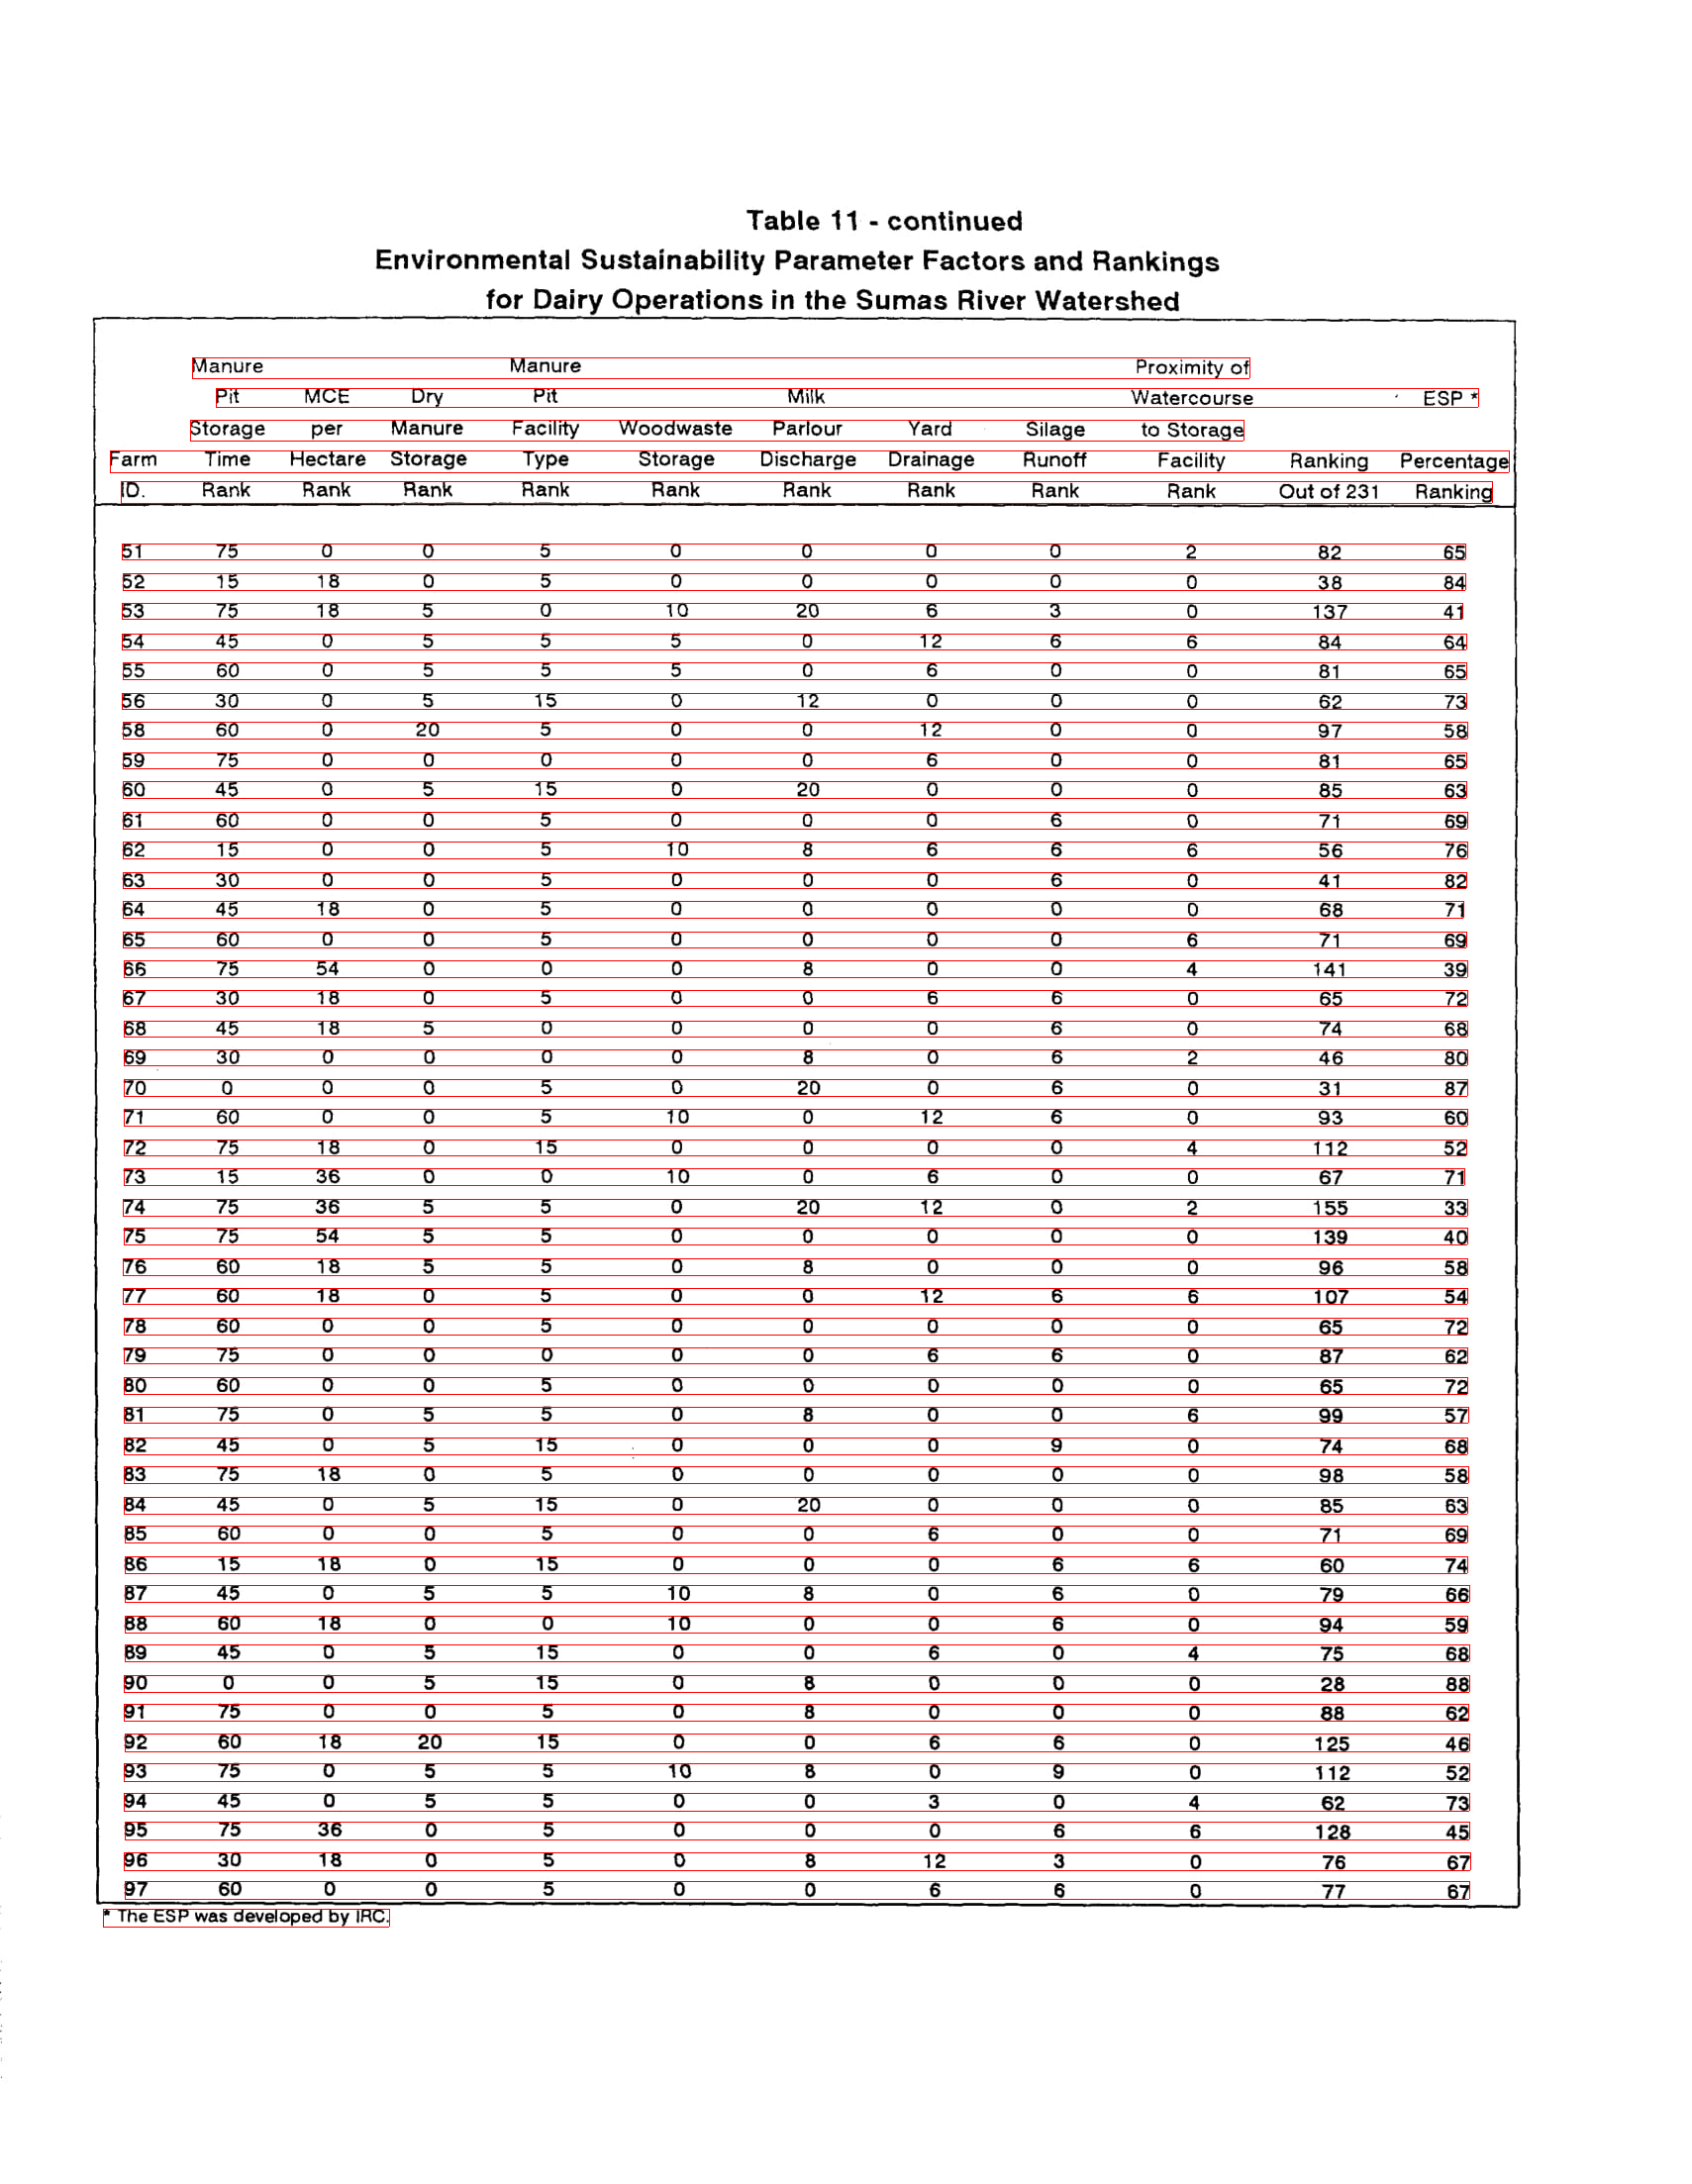 Table 11 - continued
Environmental Sustainability Parameter Factors and Rankings
for Dairy Operations in the Sumas River Watershed
Manure Manure Proximity of
Pit MCE Dry Pit Milk Watercourse ESP *
Storage per Manure Facility Woodwaste Parlour Yard Silage to Storage
Farm Time Hectare Storage Type Storage Discharge Drainage Runoff Facility Ranking Percentage
ID. Rank Rank Rank Rank Rank Rank Rank Rank Rank Out of 231 Ranking
51 75 0 0 5 0 0 0 0 2 82 65
52 15 18 0 5 0 0 0 0 0 38 84
53 75 18 5 0 10 20 6 3 0 137 41
54 45 0 5 5 5 0 12 6 6 84 64
55 60 0 5 5 5 0 6 0 0 81 65
56 30 0 5 15 0 12 0 0 0 62 73
58 60 0 20 5 0 0 12 0 0 97 58
59 75 0 0 0 0 0 6 0 0 81 65
60 45 0 5 15 0 20 0 0 0 85 63
61 60 0 0 5 0 0 0 6 0 71 69
62 15 0 0 5 10 8 6 6 6 56 76
63 30 0 0 5 0 0 0 6 0 41 82
64 45 18 0 5 0 0 0 0 0 68 71
65 60 0 0 5 0 0 0 0 6 71 69
66 75 54 0 0 0 8 0 0 4 141 39
67 30 18 0 5 0 0 6 6 0 65 72
68 45 18 5 0 0 0 0 6 0 74 68
69 30 0 0 0 0 8 0 6 2 46 80
70 0 0 0 5 0 20 0 6 0 31 87
71 60 0 0 5 10 0 12 6 0 93 60
72 75 18 0 15 0 0 0 0 4 112 52
73 15 36 0 0 10 0 6 0 0 67 71
74 75 36 5 5 0 20 12 0 2 155 33
75 75 54 5 5 0 0 0 0 0 139 40
76 60 18 5 5 0 8 0 0 0 96 58
77 60 18 0 5 0 0 12 6 6 107 54
78 60 0 0 5 0 0 0 0 0 65 72
79 75 0 0 0 0 0 6 6 0 87 62
80 60 0 0 5 0 0 0 0 0 65 72
81 75 0 5 5 0 8 0 0 6 99 57
82 45 0 5 15 0 0 0 9 0 74 68
83 75 18 0 5 0 0 0 0 0 98 58
84 45 0 5 15 0 20 0 0 0 85 63
85 60 0 0 5 0 0 6 0 0 71 69
86 15 18 0 15 0 0 0 6 6 60 74
87 45 0 5 5 10 8 0 6 0 79 66
88 60 18 0 0 10 0 0 6 0 94 59
89 45 0 5 15 0 0 6 0 4 75 68
90 0 0 5 15 0 8 0 0 0 28 88
91 75 0 0 5 0 8 0 0 0 88 62
92 60 18 20 15 0 0 6 6 0 125 46
93 75 0 5 5 10 8 0 9 0 112 52
94 45 0 5 5 0 0 3 0 4 62 73
95 75 36 0 5 0 0 0 6 6 128 45
96 30 18 0 5 0 8 12 3 0 76 67
97 60 0 0 5 0 0 6 6 0 77 67
* The ESP was developed by IRC.